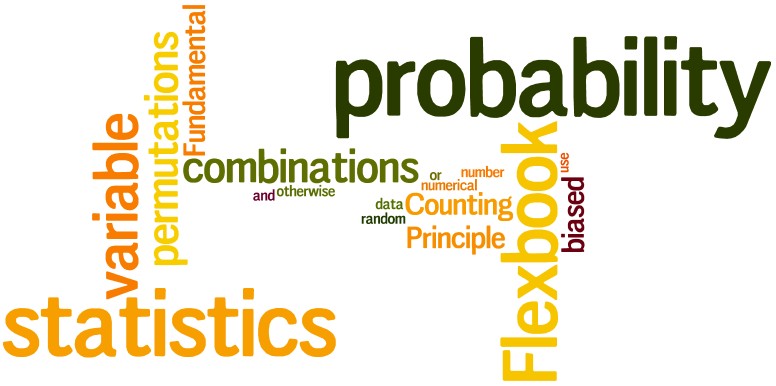 Fundamental
permutations
variable
probability
combinations
or
number
numerical
use
and
otherwise
data
Counting
random
biased
Principle
Flexbook
statistics